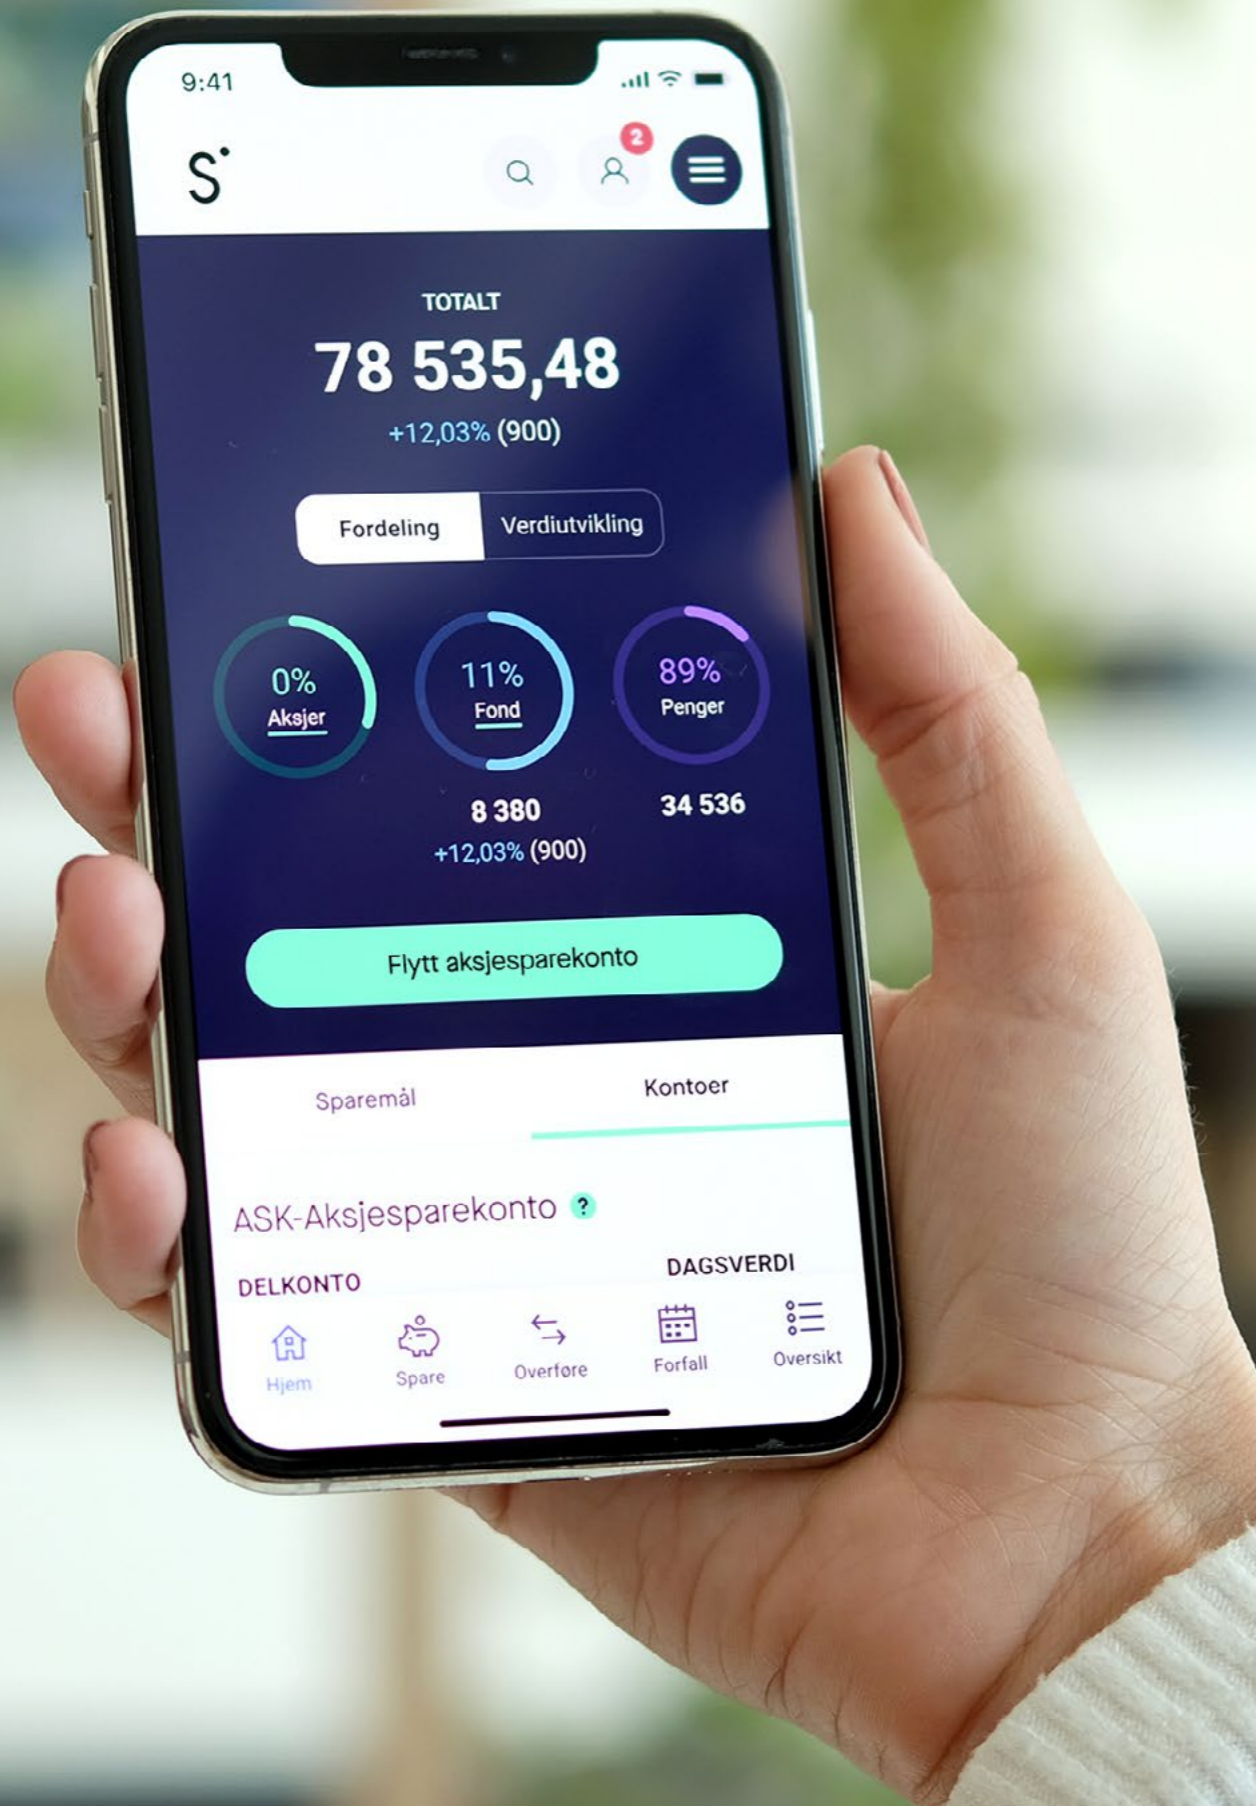 9:41
S
2
TOTALT
78 535,48
+12,03% (900)
Fordeling
Verdiutvikling
0%
Aksjer
11%
Fond
89%
Penger
8 380
34 536
+12,03% (900)
Flytt aksjesparekonto
Sparemål
Kontoer
ASK-Aksjesparekonto ?
DELKONTO
DAGSVERDI
Hjem
Spare
Overføre
Forfall
Oversikt